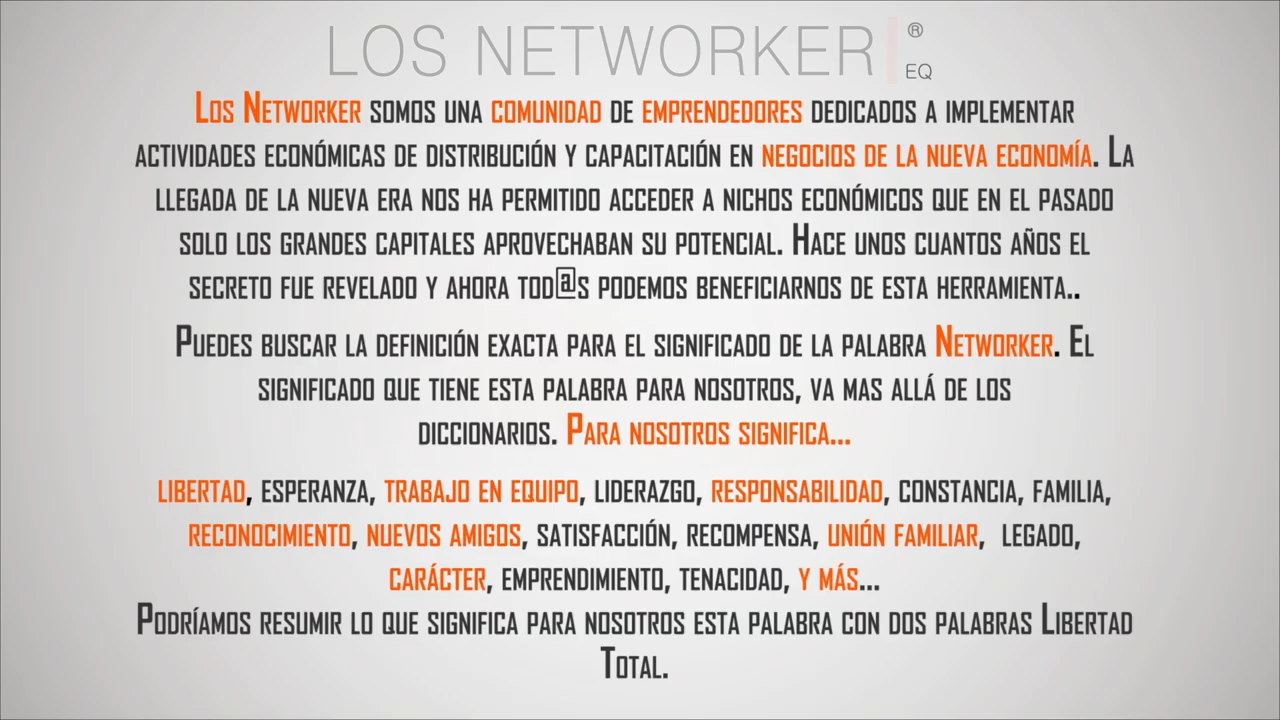 LOS NETWORKER ®
EQ
Los Networker somos una comunidad de emprendedores dedicados a implementar
actividades económicas de distribución y capacitación en negocios de la nueva economía. La
llegada de la nueva era nos ha permitido acceder a nichos económicos que en el pasado
solo los grandes capitales aprovechaban su potencial. Hace unos cuantos años el
secreto fue revelado y ahora tod@s podemos beneficiarnos de esta herramienta..
Puedes buscar la definición exacta para el significado de la palabra Networker. El
significado que tiene esta palabra para nosotros, va mas allá de los
diccionarios. Para nosotros significa...
libertad, esperanza, trabajo en equipo, liderazgo, responsabilidad, constancia, familia,
reconocimiento, nuevos amigos, satisfacción, recompensa, unión familiar, legado,
carácter, emprendimiento, tenacidad, y más...
Podríamos resumir lo que significa para nosotros esta palabra con dos palabras Libertad
Total.